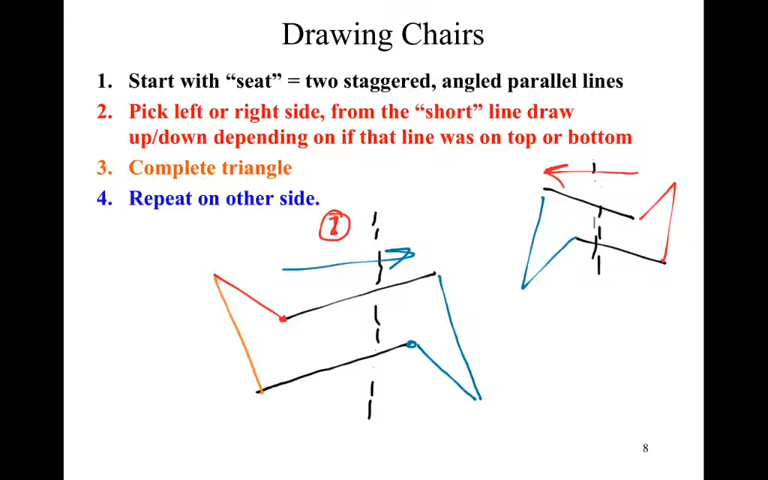 Drawing Chairs
1. Start with “seat” = two staggered, angled parallel lines
2. Pick left or right side, from the “short” line draw
up/down depending on if that line was on top or bottom
3. Complete triangle
4. Repeat on other side.
8